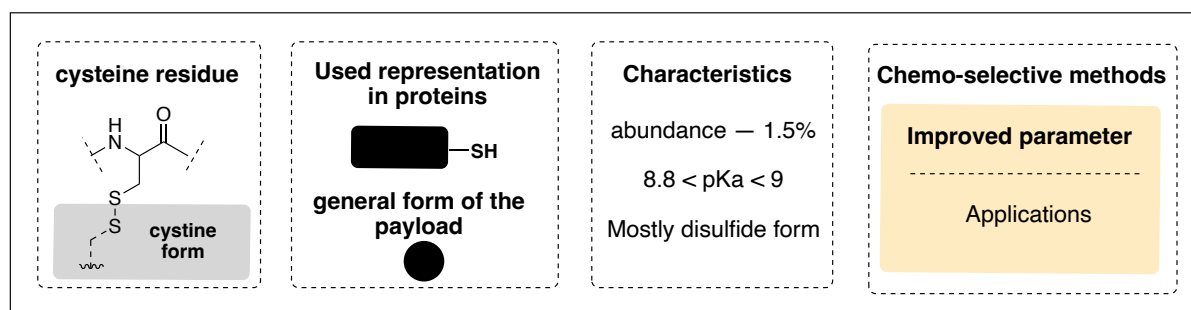 cysteine residue
H
N
O
S
S
cystine
form
Used representation
in proteins
SH
general form of the
payload
Characteristics
abundance — 1.5%
8.8 < pKa < 9
Mostly disulfide form
Chemo-selective methods
Improved parameter
Applications